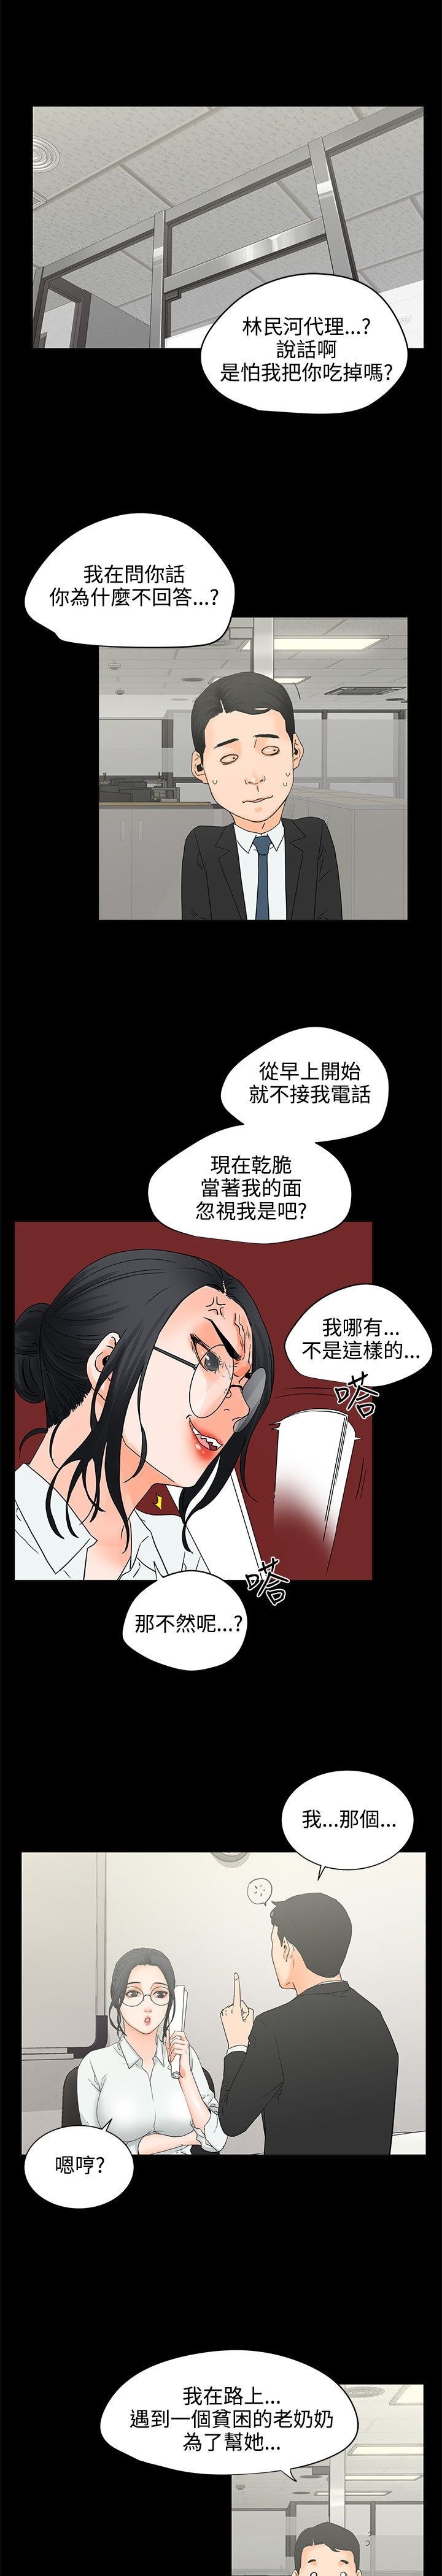 林民河代理...?
說話啊
是怕我把你吃掉嗎?
我在問你話
你為什麼不回答...?
從早上開始
就不接我電話
現在乾脆
當著我的面
忽視我是吧?
我哪有...
不是這樣的...
嗒
嗒
那不然呢...?
我...那個...
嗯哼?
我在路上...
遇到一個貧困的老奶奶
為了幫她...